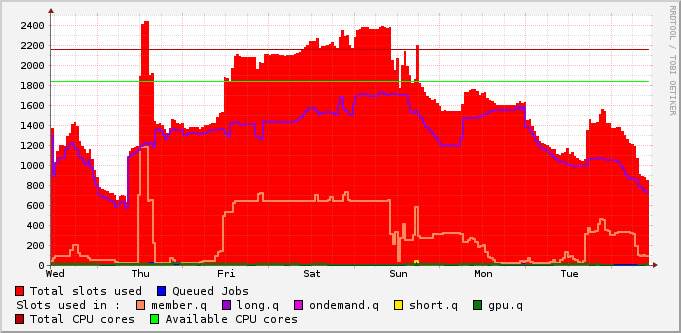 2400
2200
2000
1800
1600
1400
1200
1000
800
600
400
200
0
Wed Thu Fri Sat Sun Mon Tue
Total slots used Queued Jobs
Slots used in : member.q long.q ondemand.q short.q gpu.q
Total CPU cores Available CPU cores
RRDTOOL / TOBI OETIKER